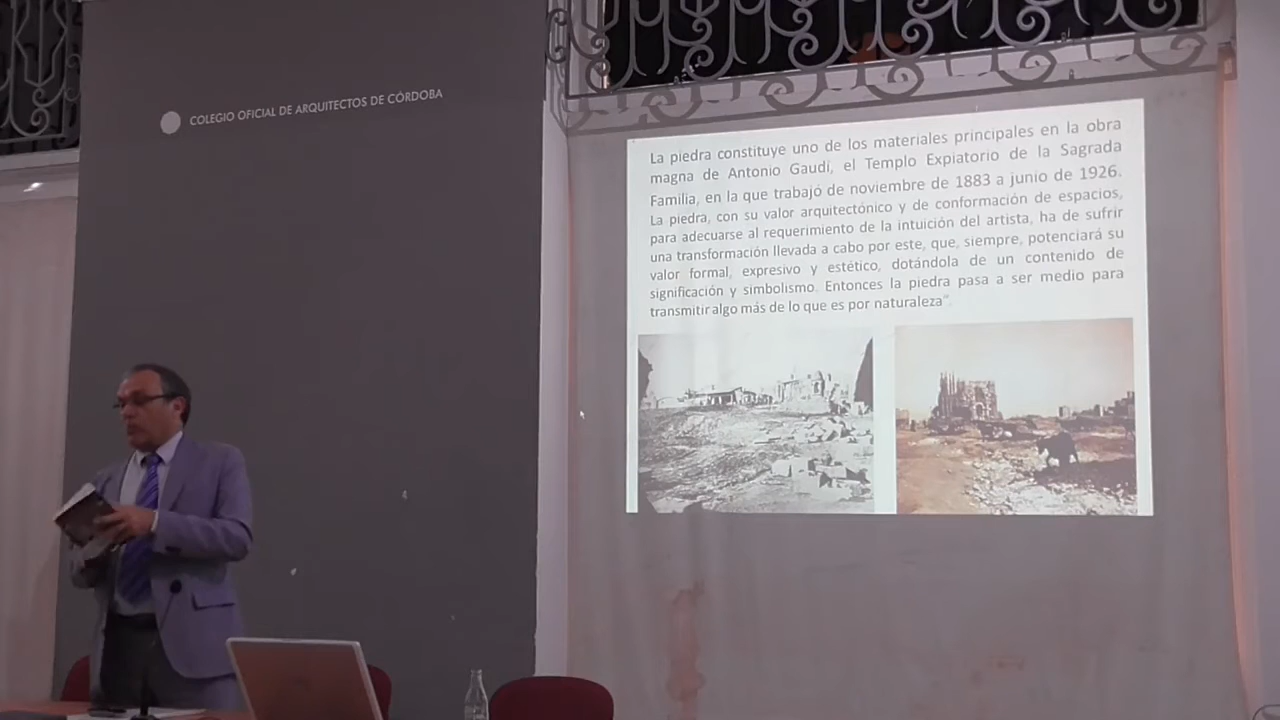 COLEGIO OFICIAL DE ARQUITECTOS DE CÓRDOBA
La piedra constituye uno de los materiales principales en la obra
magna de Antonio Gaudí, el Templo Expiatorio de la Sagrada
Familia, en la que trabajó de noviembre de 1883 a junio de 1926.
La piedra, con su valor arquitectónico y de conformación de espacios,
para adecuarse al requerimiento de la intuición del artista, ha de sufrir
una transformación llevada a cabo por este, que, siempre, potenciará su
valor formal, expresivo y estético, dotándola de un contenido de
significación y simbolismo. Entonces la piedra pasa a ser medio para
transmitir algo más de lo que es por naturaleza”.